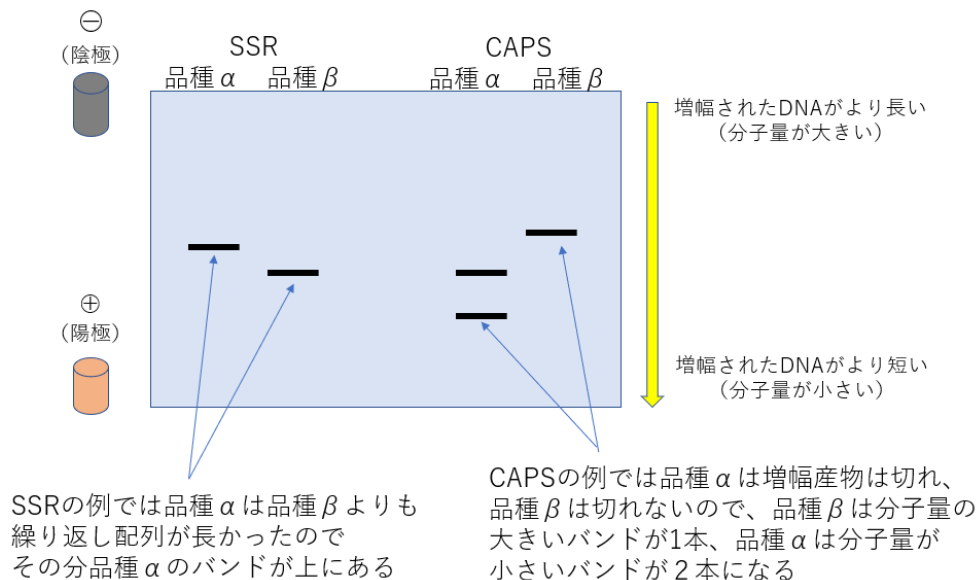 ⊖
(陰極)
SSR
CAPS
品種α 品種β
品種α 品種β
増幅されたDNAがより長い
(分子量が大きい)
⊕
(陽極)
増幅されたDNAがより短い
(分子量が小さい)
SSRの例では品種αは品種βよりも
繰り返し配列が長かったので
その分品種αのバンドが上にある
CAPSの例では品種αは増幅産物は切れ、
品種βは切れないので、品種βは分子量の
大きいバンドが1本、品種αは分子量が
小さいバンドが2本になる